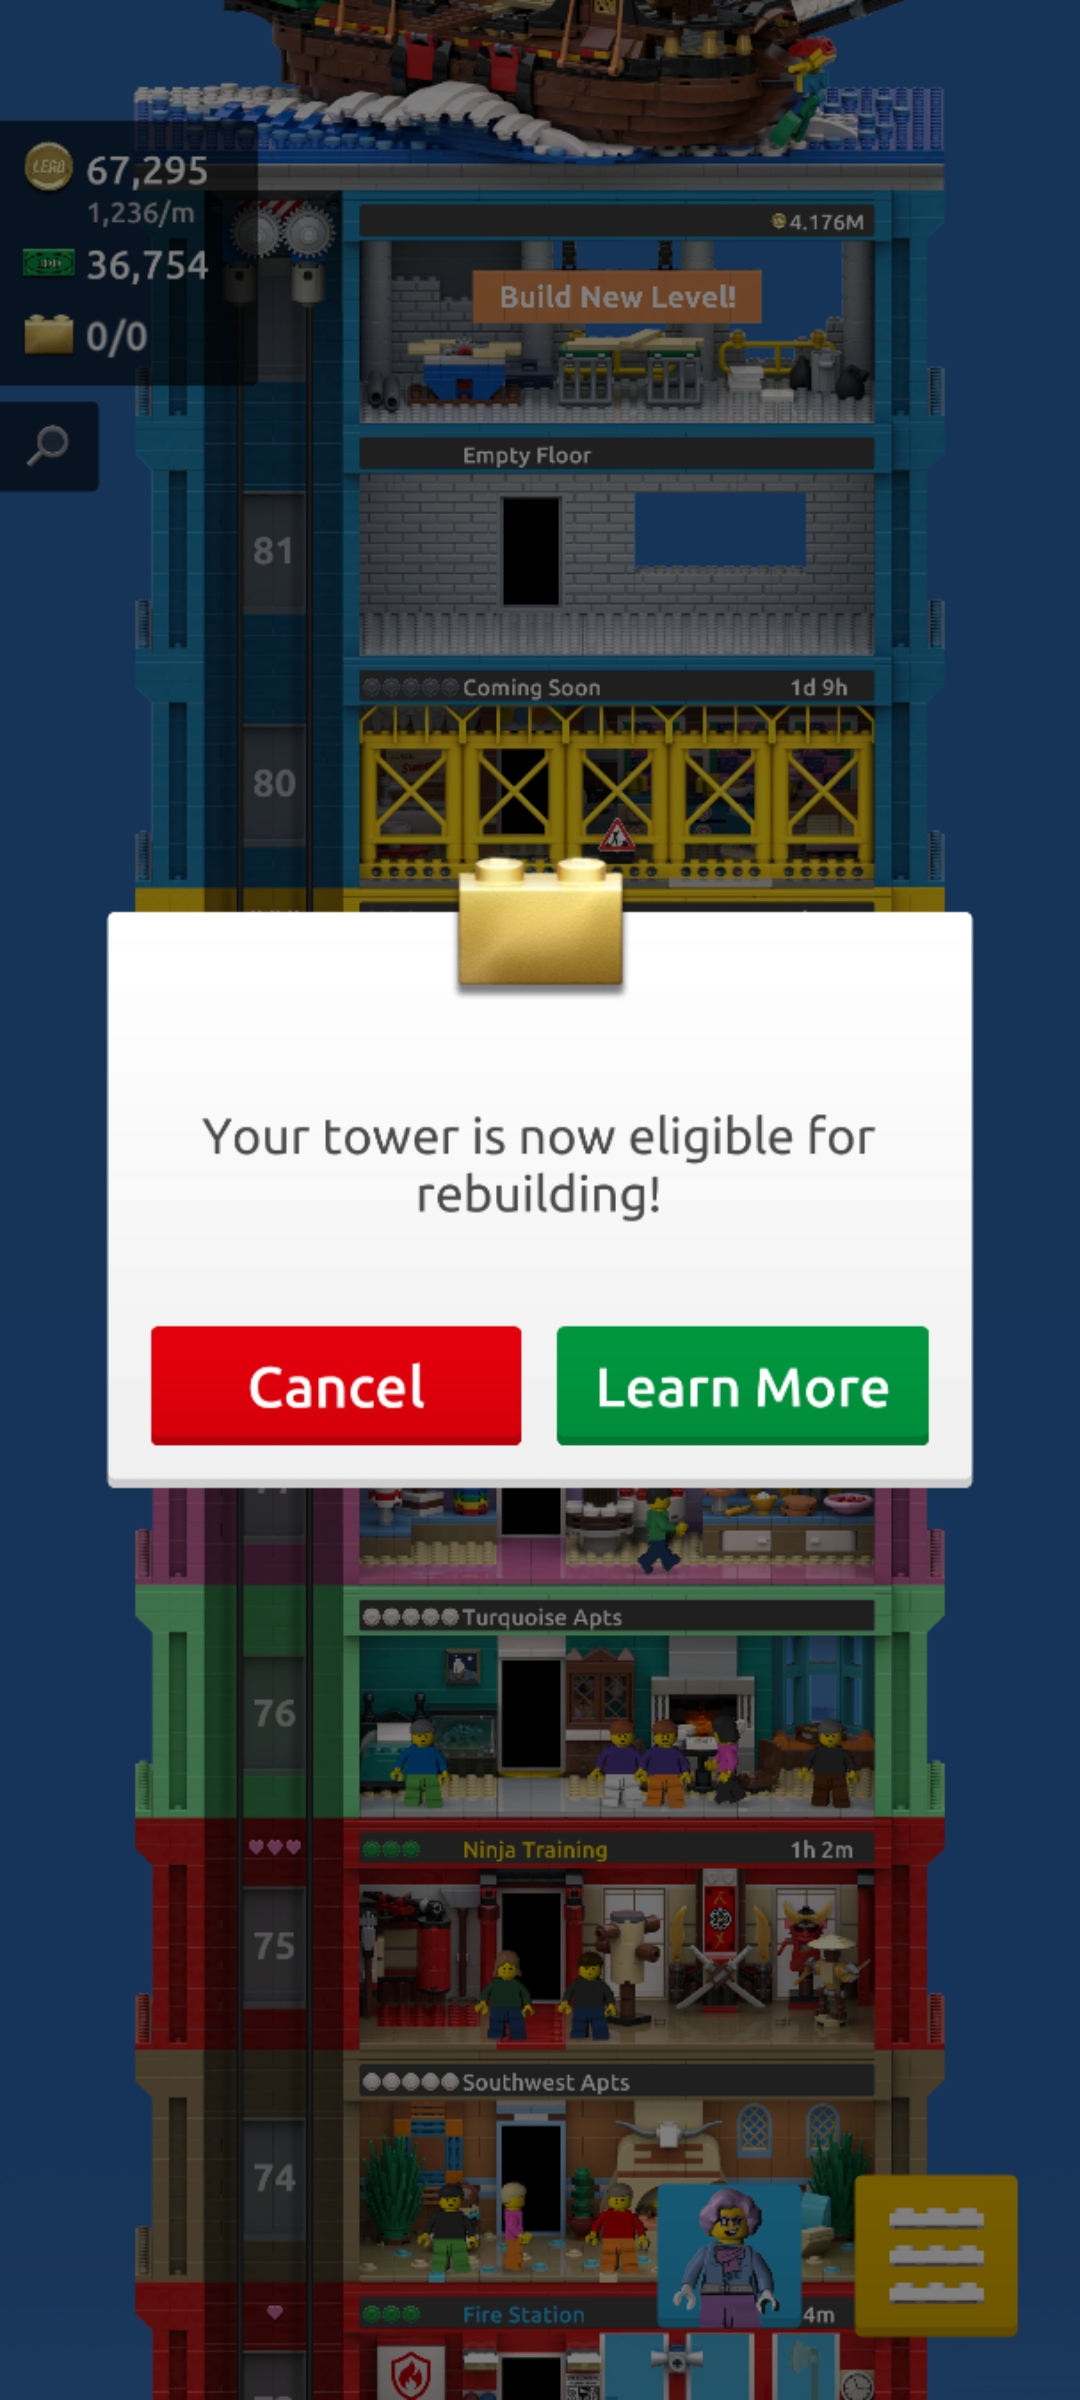 LEGO 67,295
1,236/m
36,754
0/0
4.176M
Build New Level!
Empty Floor
81
Coming Soon 1d 9h
80
Your tower is now eligible for
rebuilding!
Cancel
Learn More
Turquoise Apts
76
Ninja Training 1h 2m
75
Southwest Apts
74
Fire Station 4m